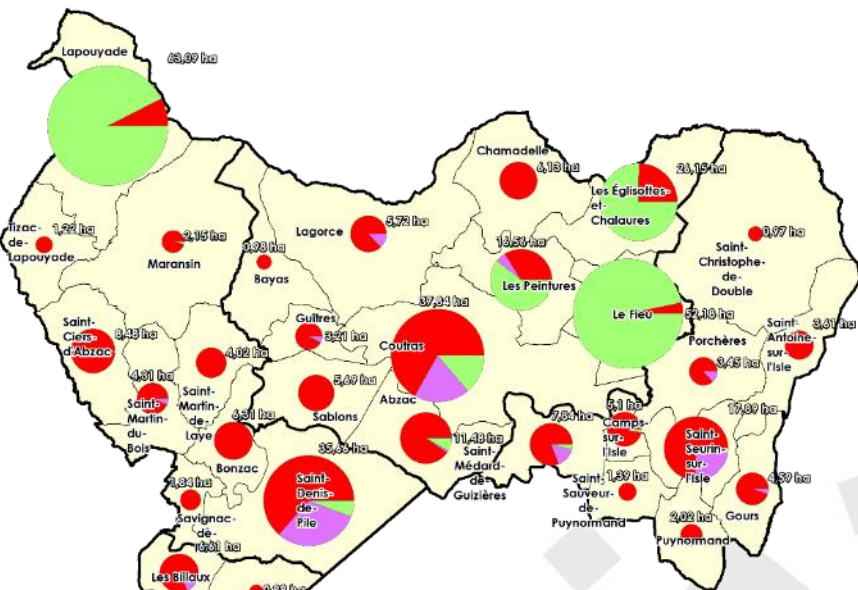 Lapouyade
63,09 ha
Chamadelle
6,13 ha
Les Églisottes-
et-
Chalaures
26,15 ha
Tizac-
de-
Lapouyade
1,22 ha
2,15 ha
Maransin
0,98 ha
Bayas
Lagorce
5,72 ha
16,56 ha
Les Peintures
0,97 ha
Saint-
Christophe-
de-
Double
Le Fieu
52,18 ha
Saint-
Ciers-
d'Abzac
8,48 ha
Guîtres
3,21 ha
37,84 ha
Coutras
Porchères
3,45 ha
Saint-
Antoine-
sur-
l'Isle
3,61 ha
4,02 ha
Saint-
Martin-
de-
Laye
4,31 ha
Saint-
Martin-
du-
Bois
5,69 ha
Sablons
Abzac
11,48 ha
Saint-
Médard-
de-
Guizières
7,84 ha
5,1 ha
Camps-
sur-
l'Isle
17,89 ha
Saint-
Seurin-
sur-
l'Isle
6,31 ha
Bonzac
35,66 ha
Saint-
Denis-
de-
Pile
1,39 ha
Saint-
Sauveur-
de-
Puynormand
4,59 ha
Gours
1,84 ha
Savignac-
de-
2,02 ha
Puynormand
6,61 ha
Les Billaux